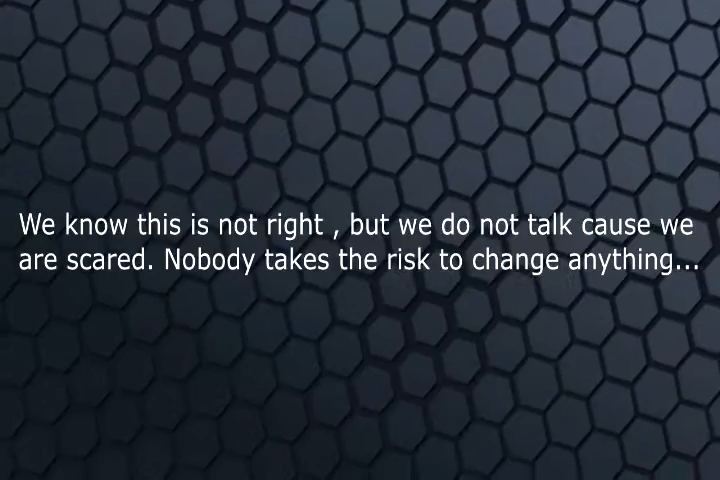 We know this is not right , but we do not talk cause we
are scared. Nobody takes the risk to change anything...